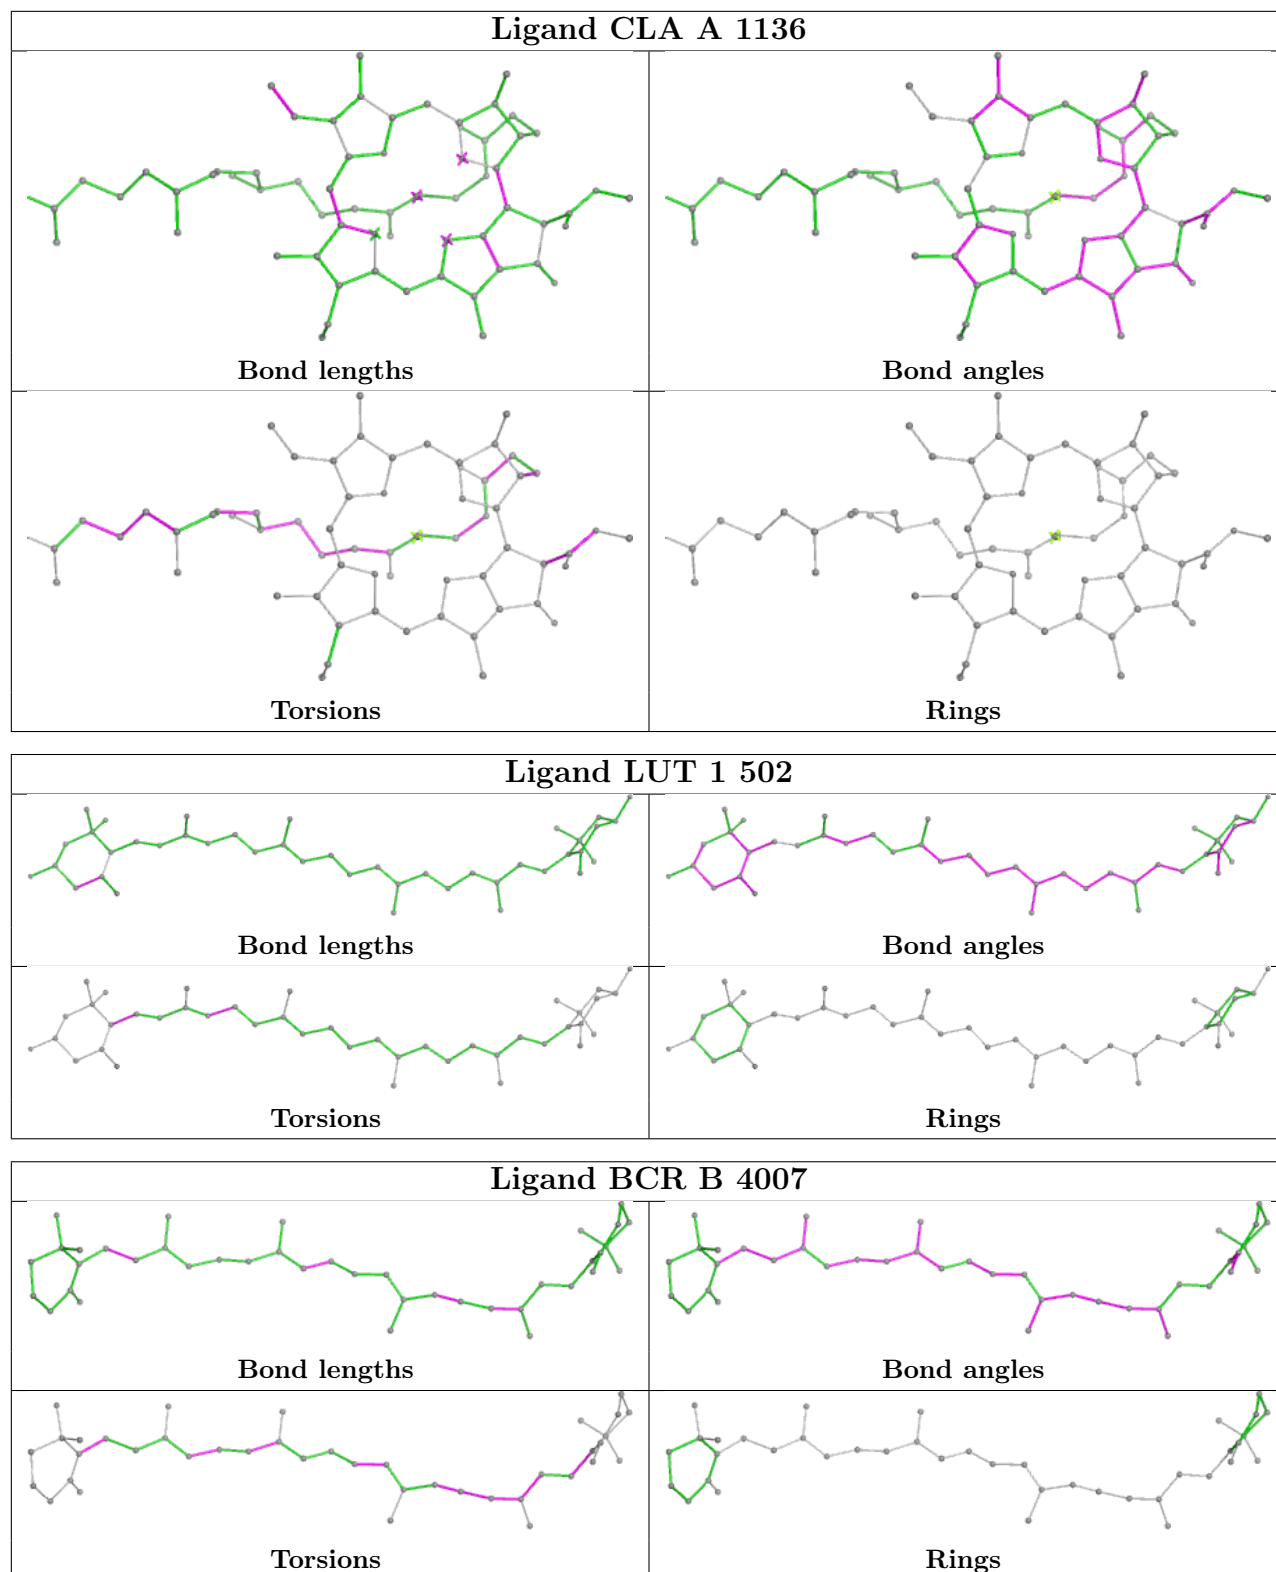 Ligand CLA A 1136
Bond lengths
Bond angles
Torsions
Rings
Ligand LUT 1 502
Bond lengths
Bond angles
Torsions
Rings
Ligand BCR B 4007
Bond lengths
Bond angles
Torsions
Rings